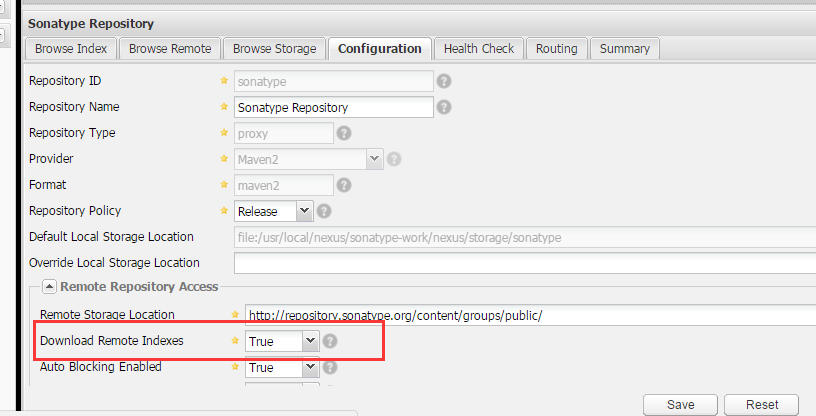 Sonatype Repository
Browse Index Browse Remote Browse Storage Configuration Health Check Routing Summary
Repository ID sonatype
Repository Name Sonatype Repository
Repository Type proxy
Provider Maven2
Format maven2
Repository Policy Release
Default Local Storage Location file:/usr/local/nexus/sonatype-work/nexus/storage/sonatype
Override Local Storage Location
Remote Repository Access
Remote Storage Location http://repository.sonatype.org/content/groups/public/
Download Remote Indexes True
Auto Blocking Enabled True
Save Reset